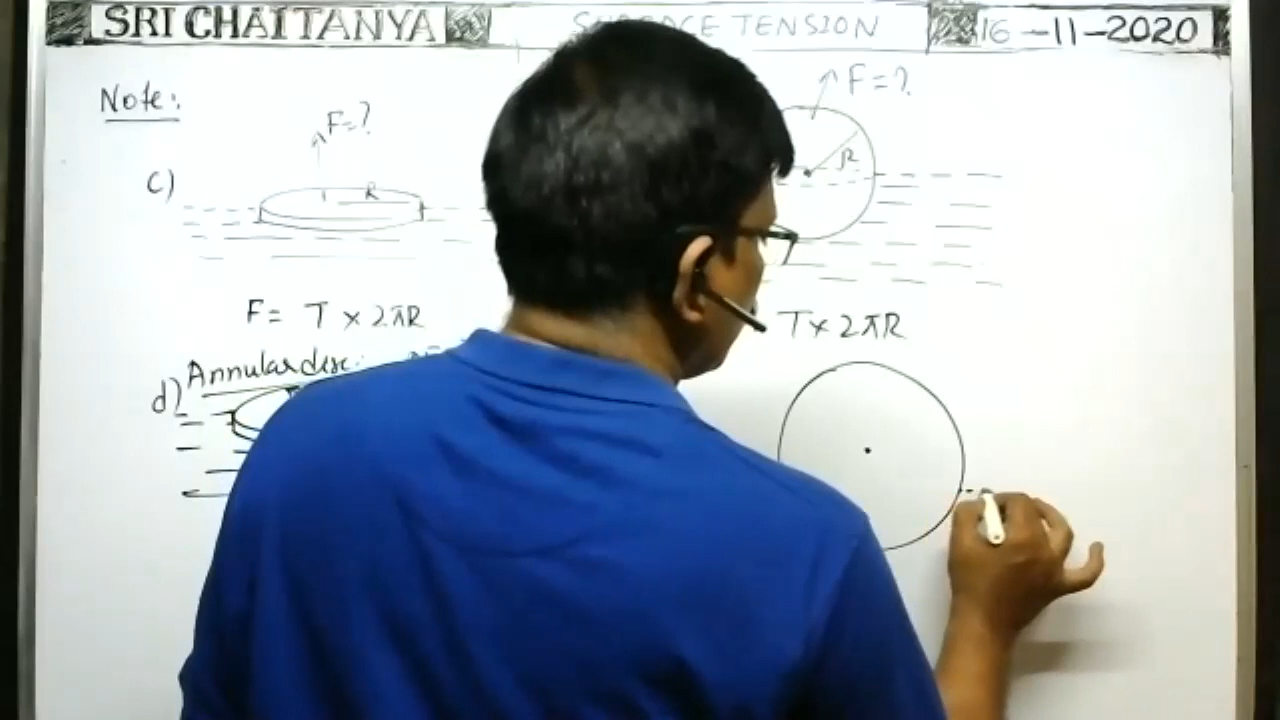 SRI CHAITANYA
TENSION
16-11-2020
Note:
F=?
F=?
c)
R
R
F= T × 2πR
T × 2πR
d) Annular disc: